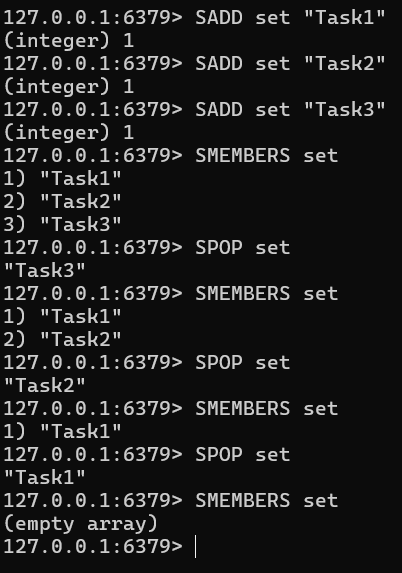 127.0.0.1:6379> SADD set "Task1"
(integer) 1
127.0.0.1:6379> SADD set "Task2"
(integer) 1
127.0.0.1:6379> SADD set "Task3"
(integer) 1
127.0.0.1:6379> SMEMBERS set
1) "Task1"
2) "Task2"
3) "Task3"
127.0.0.1:6379> SPOP set
"Task3"
127.0.0.1:6379> SMEMBERS set
1) "Task1"
2) "Task2"
127.0.0.1:6379> SPOP set
"Task2"
127.0.0.1:6379> SMEMBERS set
1) "Task1"
127.0.0.1:6379> SPOP set
"Task1"
127.0.0.1:6379> SMEMBERS set
(empty array)
127.0.0.1:6379>